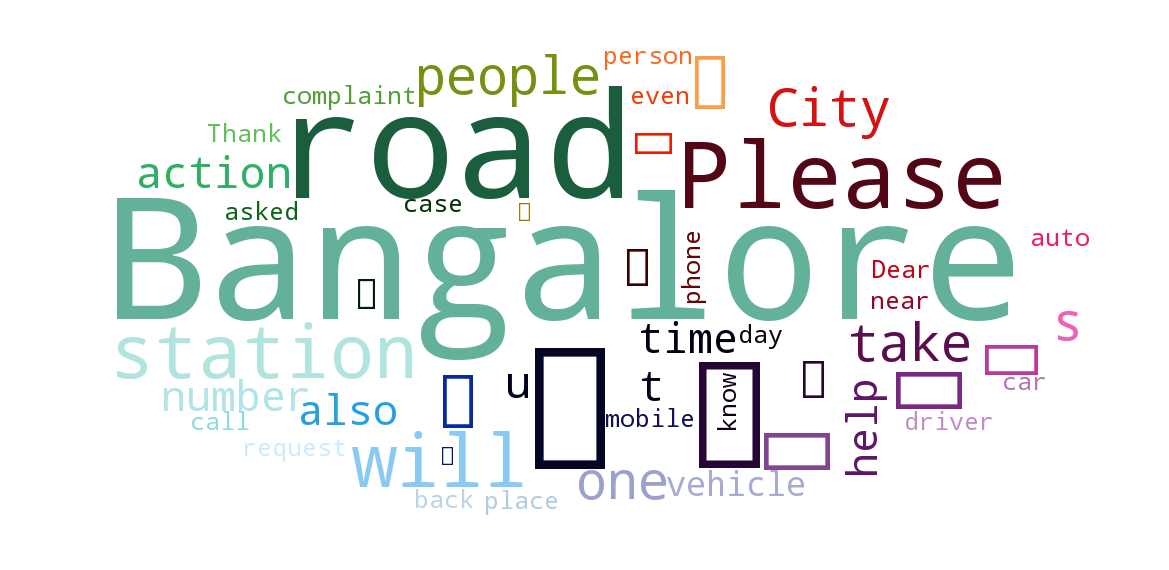 person
people
complaint
even
City
road
Thank
Please
action
asked
case
Bangalore
phone
auto
Dear
near
s
station
time
day
take
number
u
t
know
car
also
mobile
call
driver
help
request
will
one
vehicle
back
place